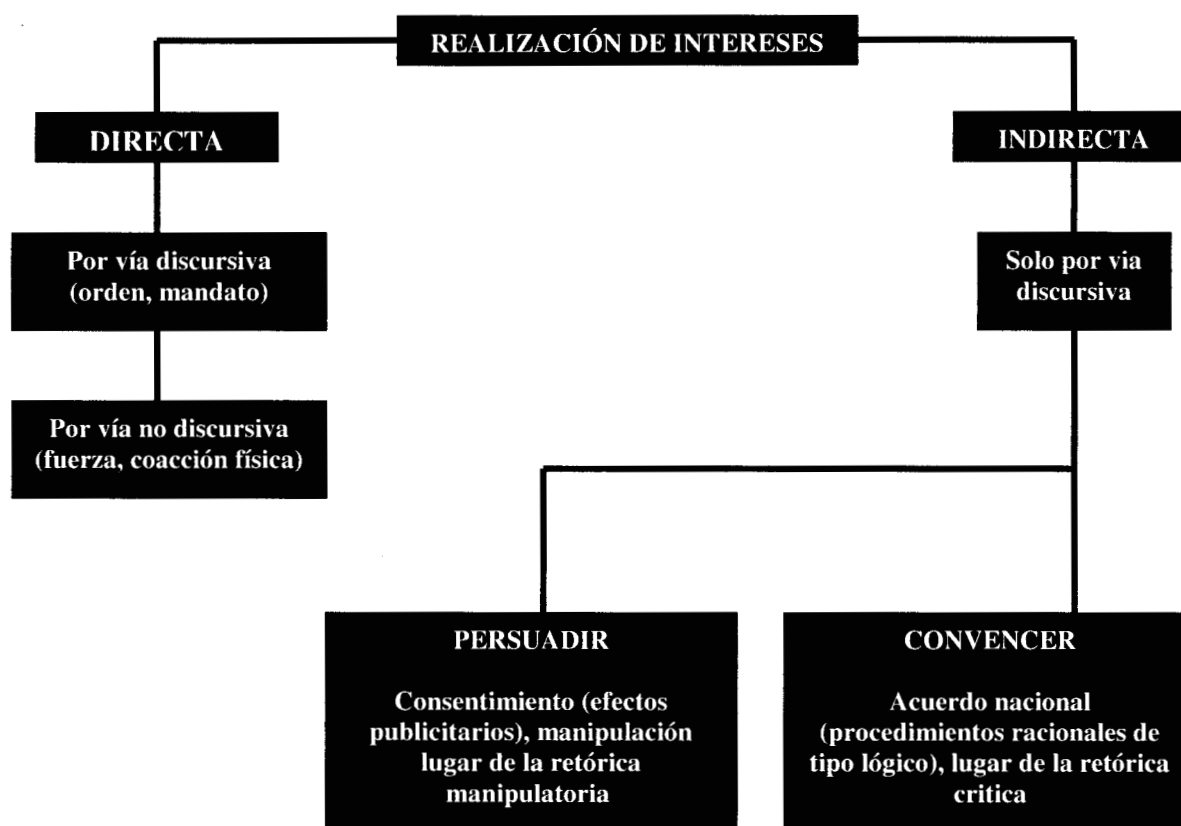 REALIZACIÓN DE INTERESES
DIRECTA
INDIRECTA
Por vía discursiva
(orden, mandato)
Solo por via
discursiva
Por vía no discursiva
(fuerza, coacción física)
PERSUADIR
Consentimiento (efectos
publicitarios), manipulación
lugar de la retórica
manipulatoria
CONVENCER
Acuerdo nacional
(procedimientos racionales de
tipo lógico), lugar de la retórica
critica